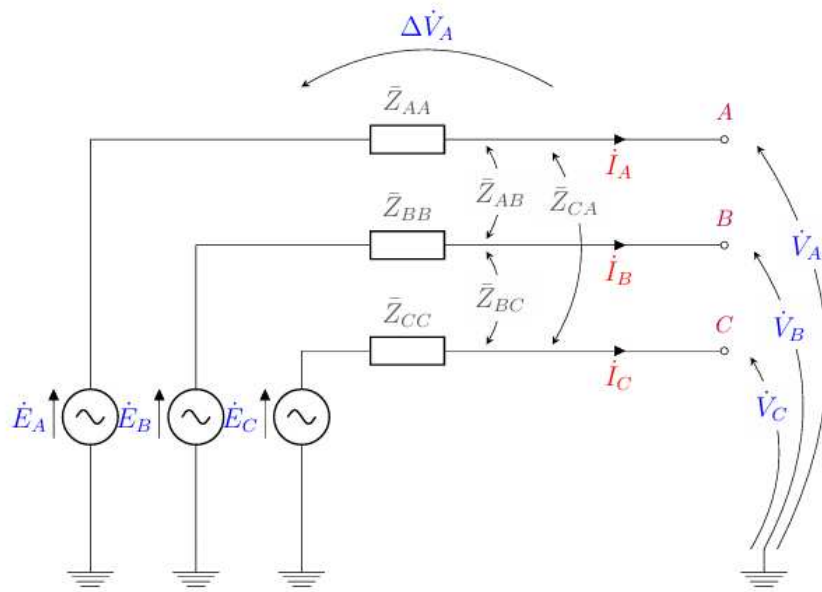 ΔV̇_A
Z̄_AA
A
İ_A
Z̄_AB
Z̄_CA
Z̄_BB
B
V̇_A
İ_B
Z̄_BC
V̇_B
Z̄_CC
C
İ_C
V̇_C
Ė_A
Ė_B
Ė_C